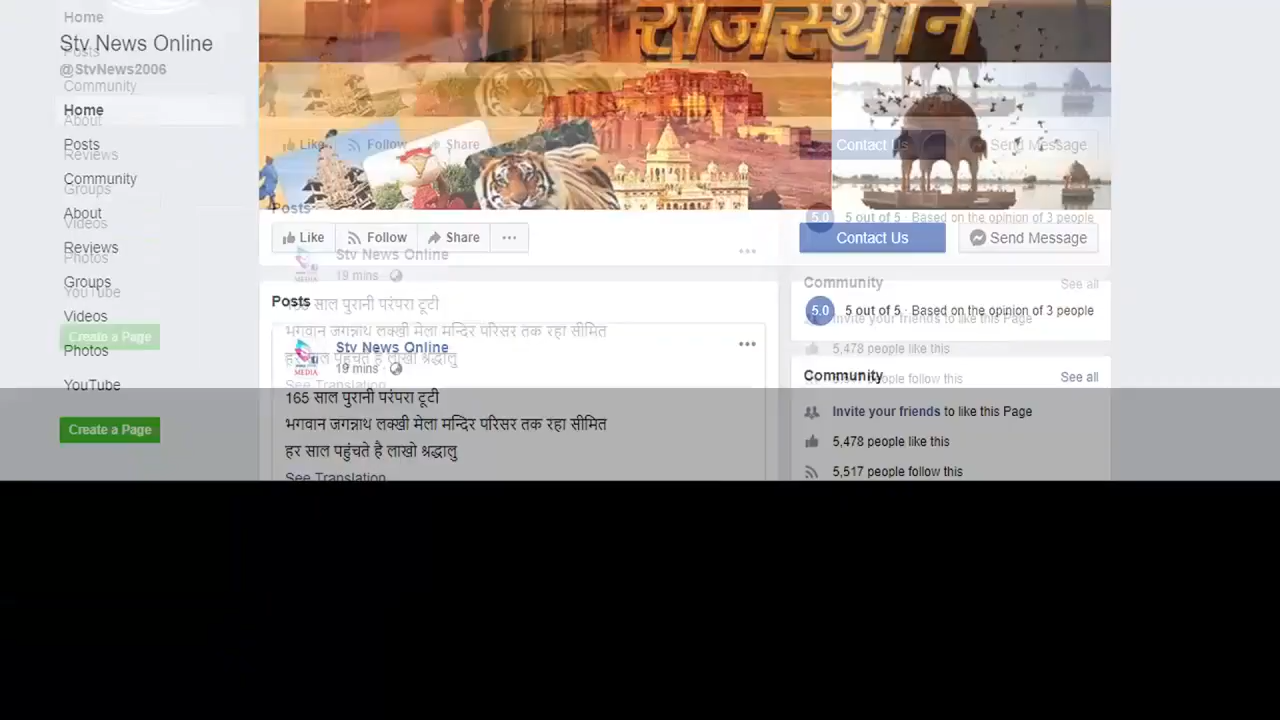 राजस्थान
Stv News Online
@StvNews2006
Home
Posts
Community
About
Reviews
Groups
Videos
Photos
YouTube
Create a Page
Like
Follow
Share
Contact Us
Send Message
Posts
Stv News Online
19 mins
165 साल पुरानी परंपरा टूटी
भगवान जगन्नाथ लक्खी मेला मन्दिर परिसर तक रहा सीमित
हर साल पहुंचते है लाखो श्रद्धालु
See Translation
5.0 5 out of 5 · Based on the opinion of 3 people
Community See all
Invite your friends to like this Page
5,478 people like this
5,517 people follow this